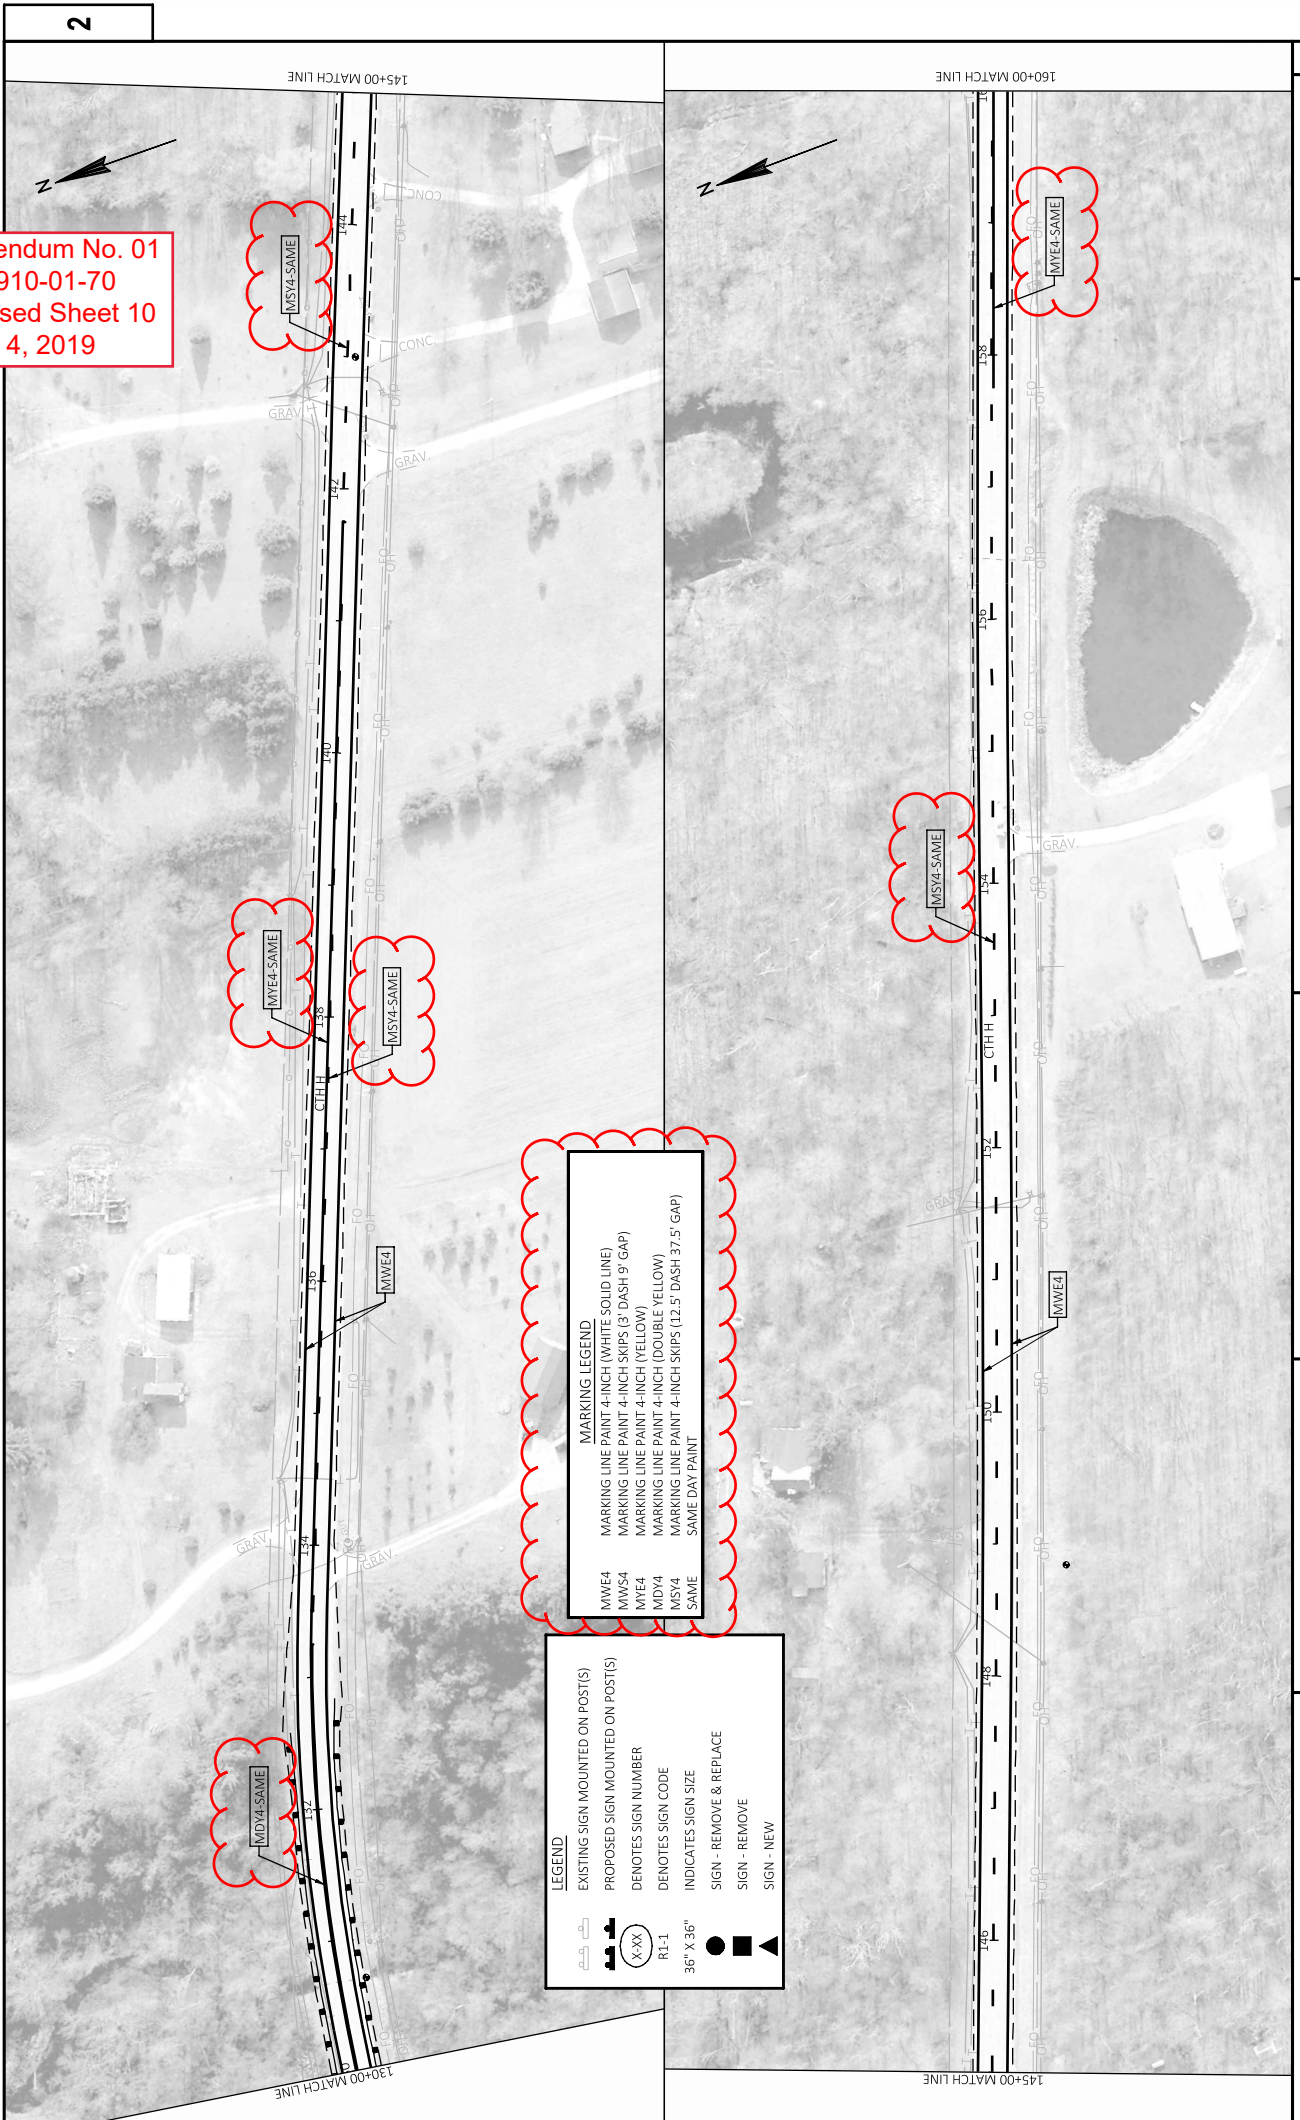 2
145+00 MATCH LINE
160+00 MATCH LINE
N
N
endum No. 01
910-01-70
sed Sheet 10
4, 2019
MSY4-SAME
144
CONC
CONC.
GRAV
GRAV.
142
OH
FO
140
MYE4-SAME
138
MSY4-SAME
CTH H
136
MWE4
134
GRAV
GRAV.
MDY4-SAME
132
130+00 MATCH LINE
MYE4-SAME
158
156
MSY4-SAME
154
GRAV.
CTH H
152
GRAV
MWE4
150
148
146
145+00 MATCH LINE
MARKING LEGEND
MWE4 MARKING LINE PAINT 4-INCH (WHITE SOLID LINE)
MWS4 MARKING LINE PAINT 4-INCH SKIPS (3' DASH 9' GAP)
MYE4 MARKING LINE PAINT 4-INCH (YELLOW)
MDY4 MARKING LINE PAINT 4-INCH (DOUBLE YELLOW)
MSY4 MARKING LINE PAINT 4-INCH SKIPS (12.5' DASH 37.5' GAP)
SAME SAME DAY PAINT
LEGEND
EXISTING SIGN MOUNTED ON POST(S)
PROPOSED SIGN MOUNTED ON POST(S)
X-XX DENOTES SIGN NUMBER
R1-1 DENOTES SIGN CODE
36" X 36" INDICATES SIGN SIZE
SIGN - REMOVE & REPLACE
SIGN - REMOVE
SIGN - NEW